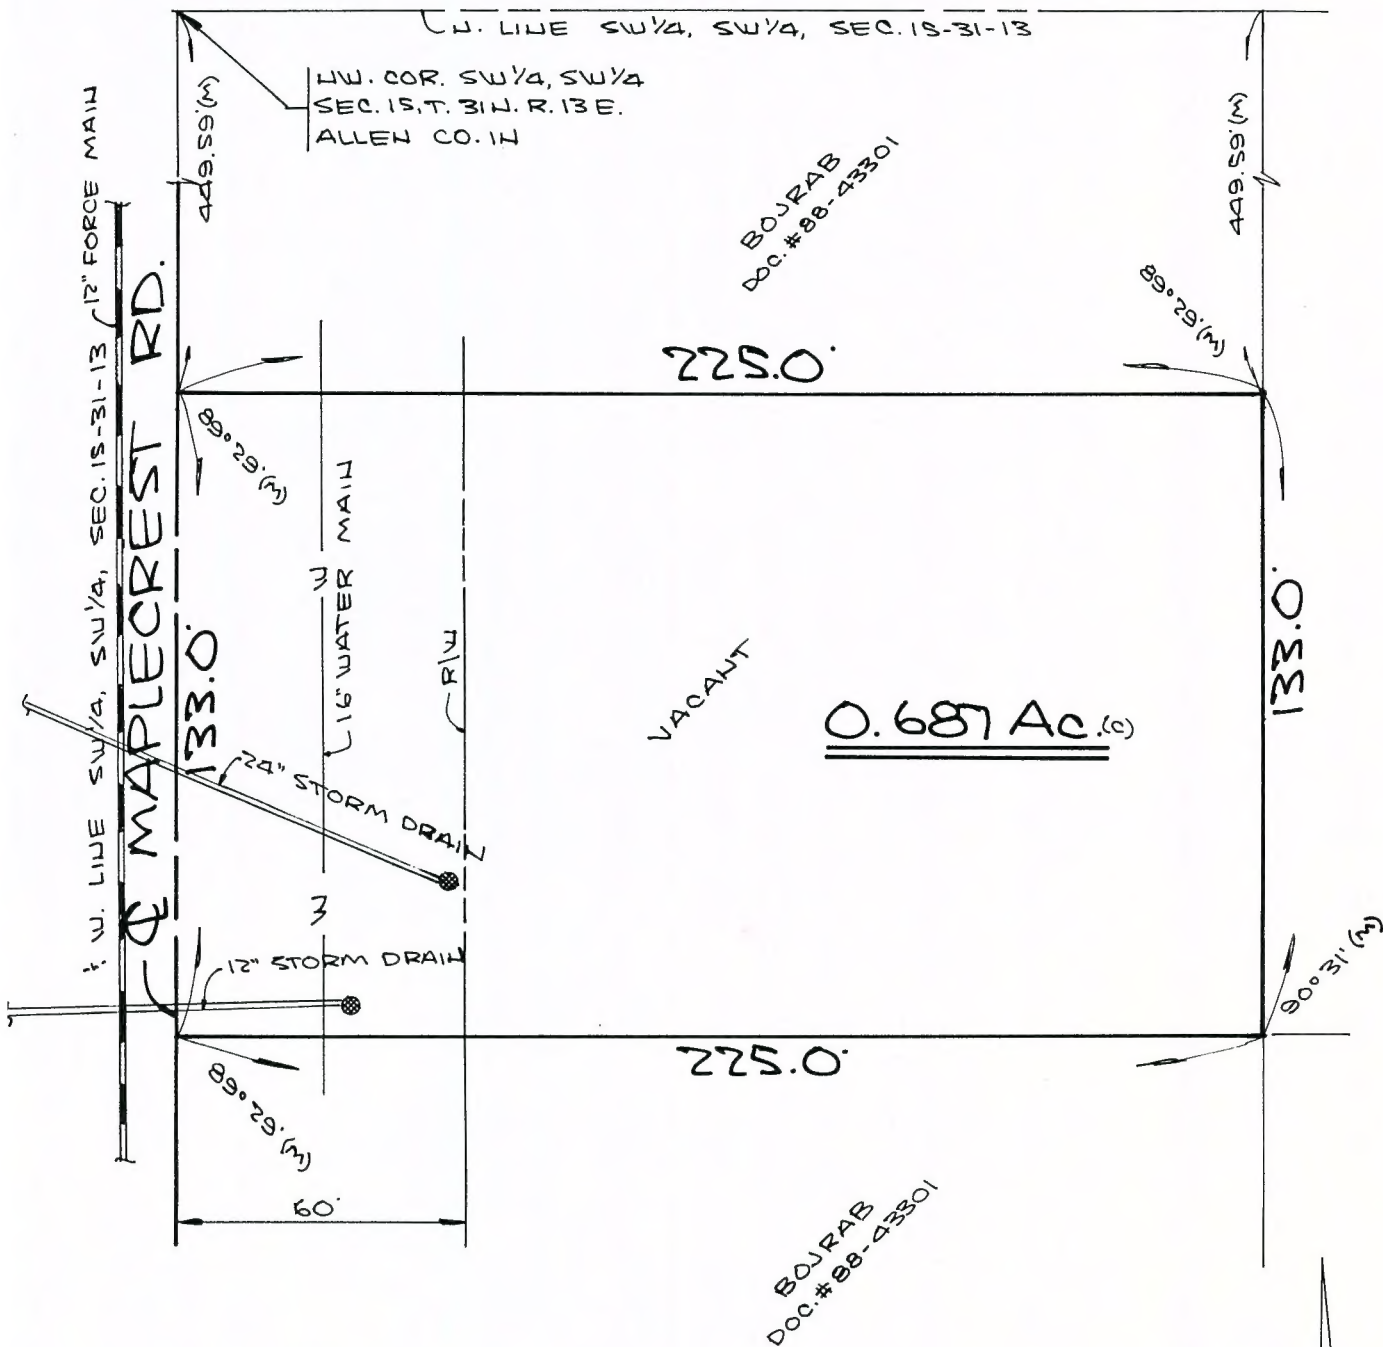 N. LINE SW1/4, SW1/4, SEC. 15-31-13
NW. COR. SW1/4, SW1/4
SEC. 15, T. 31N. R. 13 E.
ALLEN CO. IN
449.59'(M)
449.59'(M)
12" FORCE MAIN
BOJRAB
DOC. #88-43301
89°29'(M)
225.0'
89°29'(M)
W. LINE SW1/4, SW1/4, SEC. 15-31-13
℄ MAPLECREST RD.
133.0'
W
16" WATER MAIN
R/W
VACANT
0.687 Ac.(C)
133.0'
24" STORM DRAIN
W
12" STORM DRAIN
90°31'(M)
225.0'
89°29'(M)
60'
BOJRAB
DOC. #88-43301